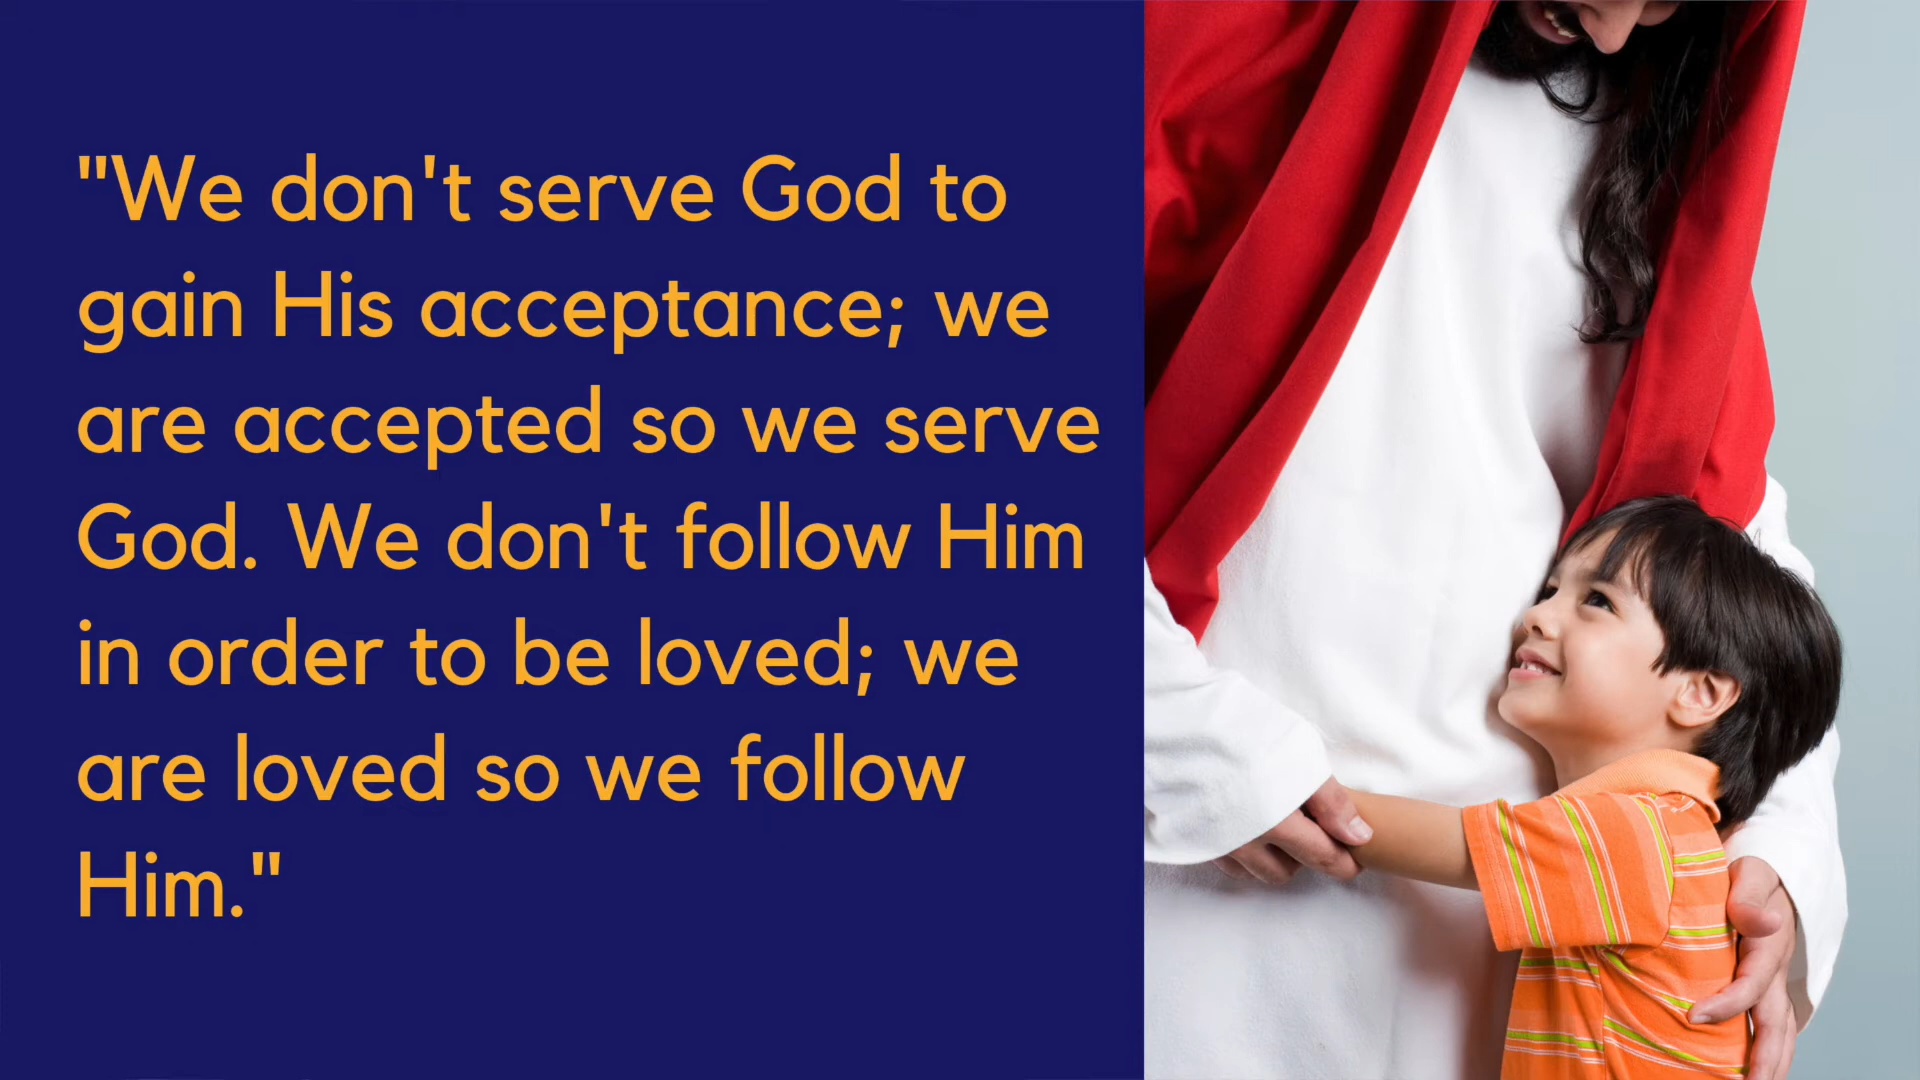 "We don't serve God to
gain His acceptance; we
are accepted so we serve
God. We don't follow Him
in order to be loved; we
are loved so we follow
Him."